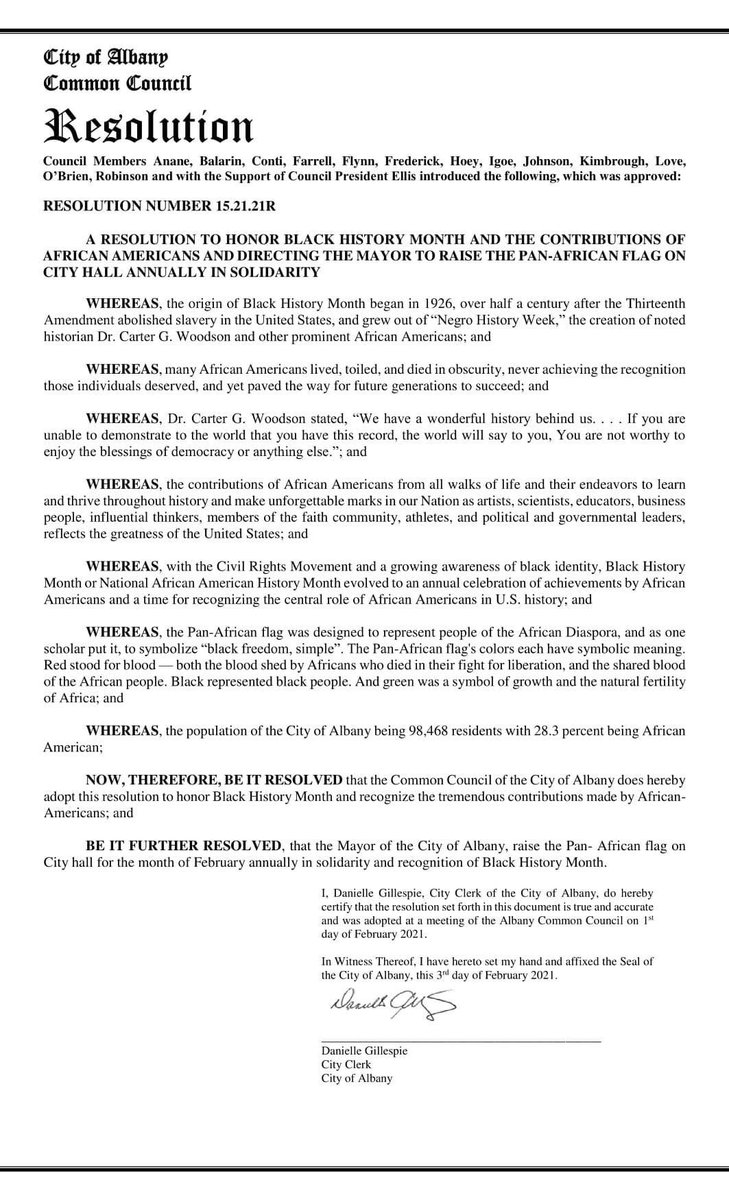 City of Albany
Common Council
Resolution
Council Members Anane, Balarin, Conti, Farrell, Flynn, Frederick, Hoey, Igoe, Johnson, Kimbrough, Love,
O'Brien, Robinson and with the Support of Council President Ellis introduced the following, which was approved:
RESOLUTION NUMBER 15.21.21R
A RESOLUTION TO HONOR BLACK HISTORY MONTH AND THE CONTRIBUTIONS OF
AFRICAN AMERICANS AND DIRECTING THE MAYOR TO RAISE THE PAN-AFRICAN FLAG ON
CITY HALL ANNUALLY IN SOLIDARITY
WHEREAS, the origin of Black History Month began in 1926, over half a century after the Thirteenth
Amendment abolished slavery in the United States, and grew out of “Negro History Week,” the creation of noted
historian Dr. Carter G. Woodson and other prominent African Americans; and
WHEREAS, many African Americans lived, toiled, and died in obscurity, never achieving the recognition
those individuals deserved, and yet paved the way for future generations to succeed; and
WHEREAS, Dr. Carter G. Woodson stated, “We have a wonderful history behind us. . . . If you are
unable to demonstrate to the world that you have this record, the world will say to you, You are not worthy to
enjoy the blessings of democracy or anything else.”; and
WHEREAS, the contributions of African Americans from all walks of life and their endeavors to learn
and thrive throughout history and make unforgettable marks in our Nation as artists, scientists, educators, business
people, influential thinkers, members of the faith community, athletes, and political and governmental leaders,
reflects the greatness of the United States; and
WHEREAS, with the Civil Rights Movement and a growing awareness of black identity, Black History
Month or National African American History Month evolved to an annual celebration of achievements by African
Americans and a time for recognizing the central role of African Americans in U.S. history; and
WHEREAS, the Pan-African flag was designed to represent people of the African Diaspora, and as one
scholar put it, to symbolize “black freedom, simple”. The Pan-African flag's colors each have symbolic meaning.
Red stood for blood — both the blood shed by Africans who died in their fight for liberation, and the shared blood
of the African people. Black represented black people. And green was a symbol of growth and the natural fertility
of Africa; and
WHEREAS, the population of the City of Albany being 98,468 residents with 28.3 percent being African
American;
NOW, THEREFORE, BE IT RESOLVED that the Common Council of the City of Albany does hereby
adopt this resolution to honor Black History Month and recognize the tremendous contributions made by African-
Americans; and
BE IT FURTHER RESOLVED, that the Mayor of the City of Albany, raise the Pan- African flag on
City hall for the month of February annually in solidarity and recognition of Black History Month.
I, Danielle Gillespie, City Clerk of the City of Albany, do hereby
certify that the resolution set forth in this document is true and accurate
and was adopted at a meeting of the Albany Common Council on 1st
day of February 2021.
In Witness Thereof, I have hereto set my hand and affixed the Seal of
the City of Albany, this 3rd day of February 2021.
Danielle Gillespie
City Clerk
City of Albany